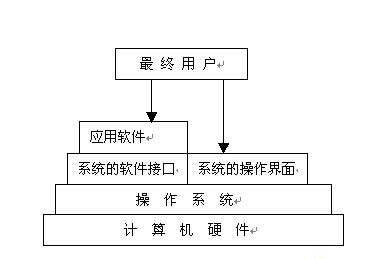 最终用户
应用软件
系统的软件接口 系统的操作界面
操作系统
计算机硬件